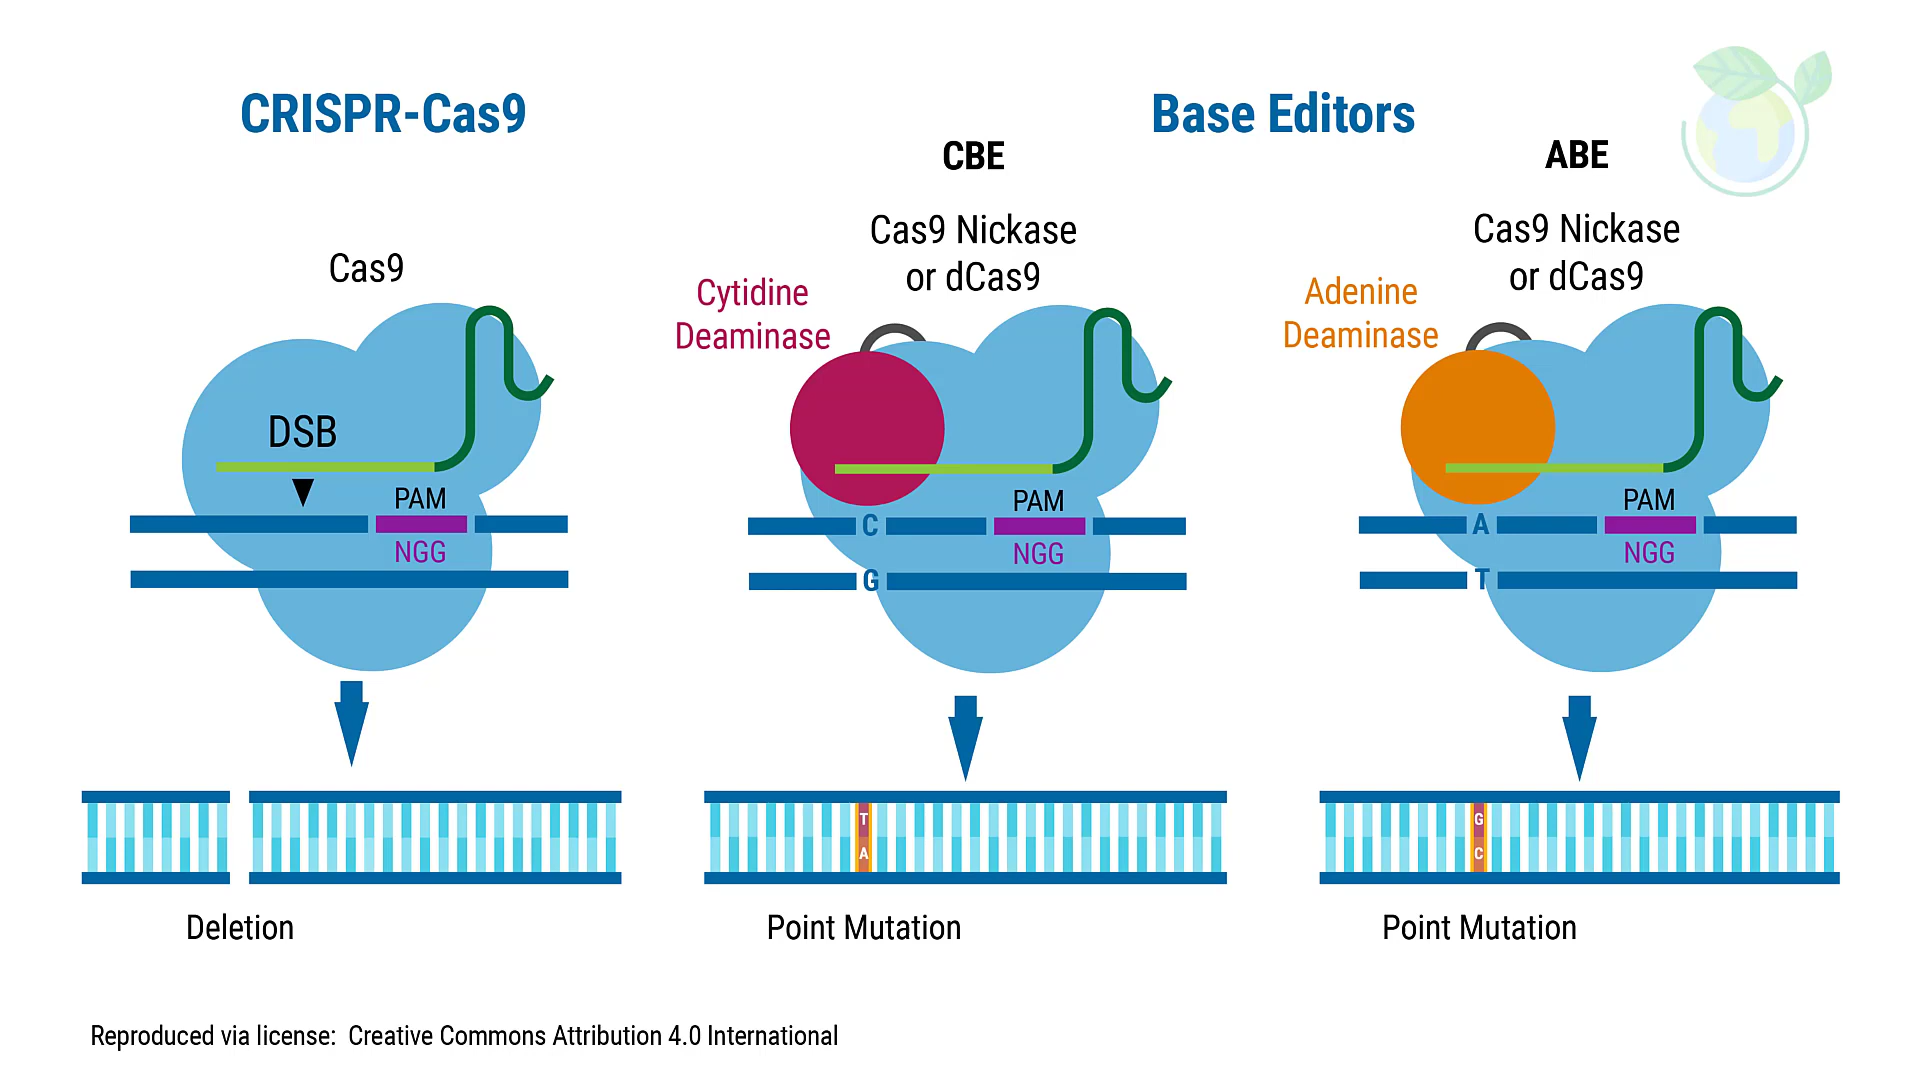 CRISPR-Cas9
Cas9
DSB
PAM
NGG
Deletion
Base Editors
CBE
Cas9 Nickase
or dCas9
Cytidine
Deaminase
C
PAM
NGG
G
T
A
Point Mutation
ABE
Cas9 Nickase
or dCas9
Adenine
Deaminase
A
PAM
NGG
T
G
C
Point Mutation
Reproduced via license: Creative Commons Attribution 4.0 International